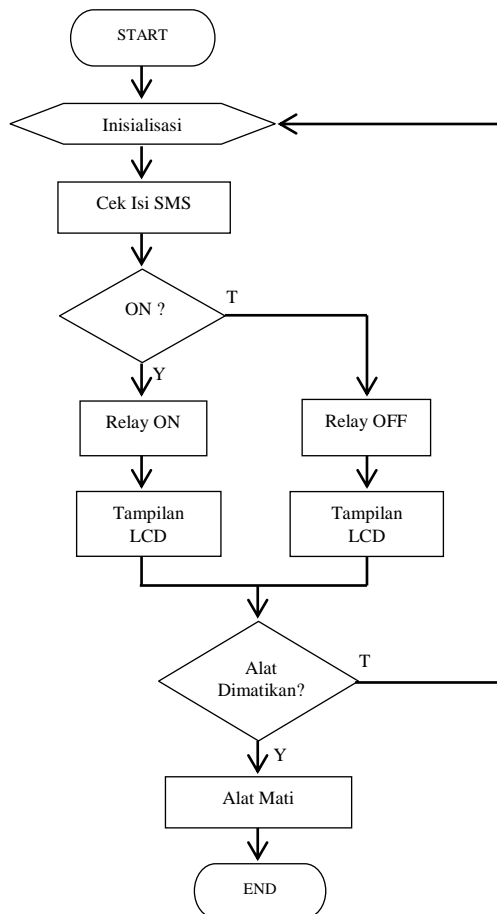 START
Inisialisasi
Cek Isi SMS
ON ?
T
Y
Relay ON
Relay OFF
Tampilan
LCD
Tampilan
LCD
Alat
Dimatikan?
T
Y
Alat Mati
END